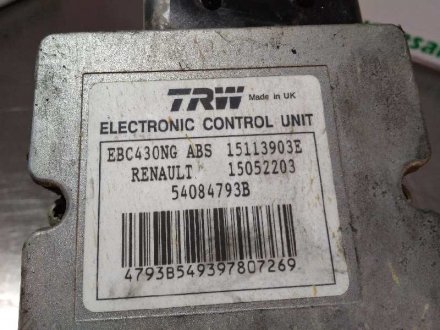 TRW Made in UK
ELECTRONIC CONTROL UNIT
EBC430NG ABS 15113903E
RENAULT 15052203
54084793B
4793B549397807269